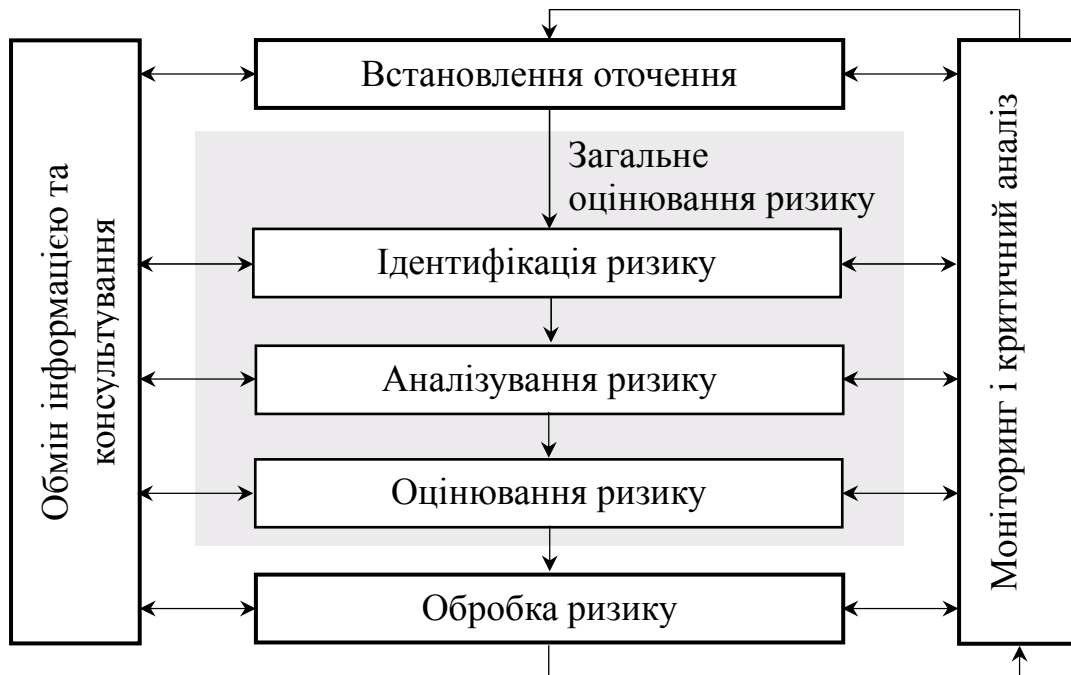 Встановлення оточення
Загальне
оцінювання ризику
Ідентифікація ризику
Аналізування ризику
Оцінювання ризику
Обробка ризику
Обмін інформацією та
консультування
Моніторинг і критичний аналіз